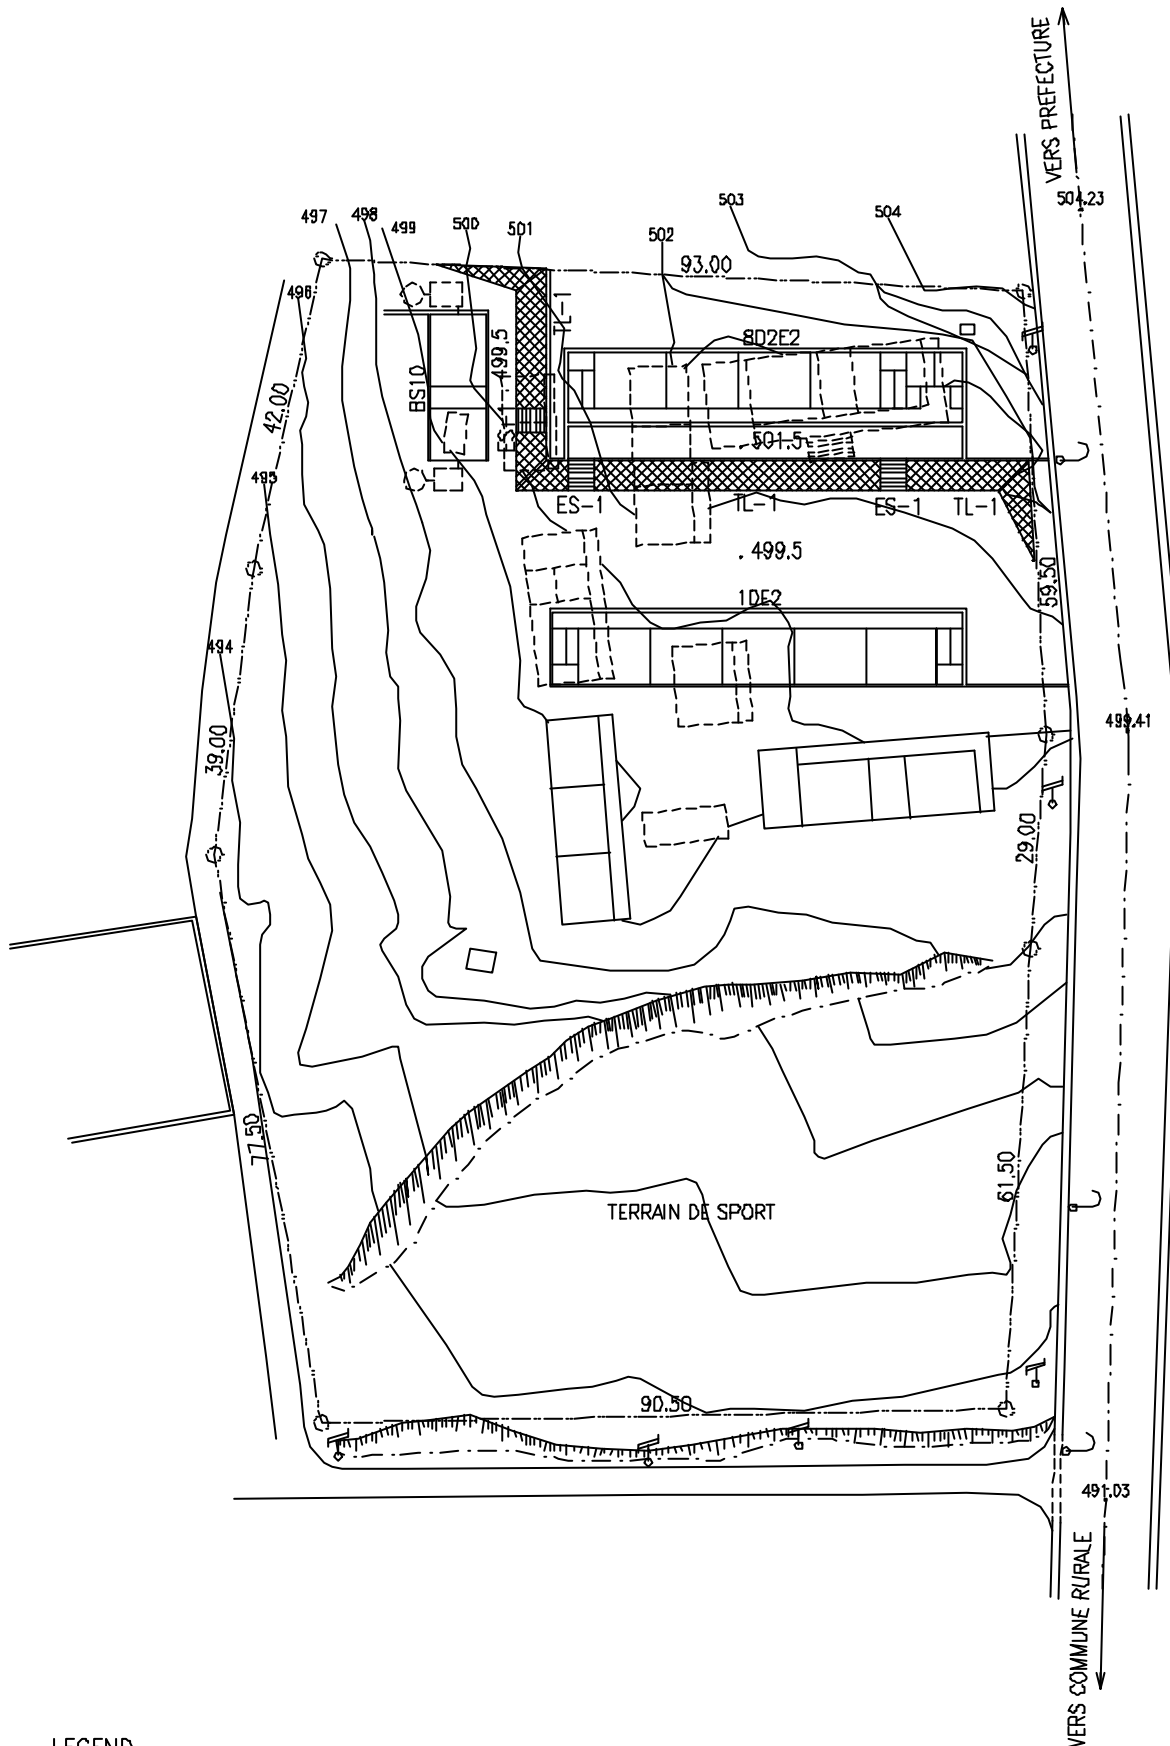 VERS PREFECTURE
504.23
503
504
497
498
499
500
501
502
93.00
496
TL-1
499.5
8D2E2
BS10
42.00
ES-1
501.5
495
ES-1
TL-1
ES-1
TL-1
. 499.5
59.50
1DE2
494
499.41
39.00
29.00
77.50
61.50
TERRAIN DE SPORT
90.50
491.03
VERS COMMUNE RURALE
LEGEND